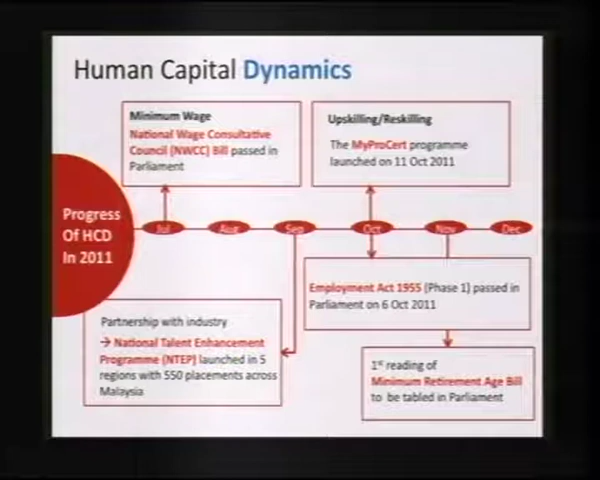 Human Capital Dynamics
Minimum Wage
National Wage Consultative
Council (NWCC) Bill passed in
Parliament
Upskilling/Reskilling
The MyProCert programme
launched on 11 Oct 2011
Progress
Of HCD
In 2011
Jul
Aug
Sep
Oct
Nov
Dec
Employment Act 1955 (Phase 1) passed in
Parliament on 6 Oct 2011
Partnership with industry
→ National Talent Enhancement
Programme (NTEP) launched in 5
regions with 550 placements across
Malaysia
1st reading of
Minimum Retirement Age Bill
to be tabled in Parliament